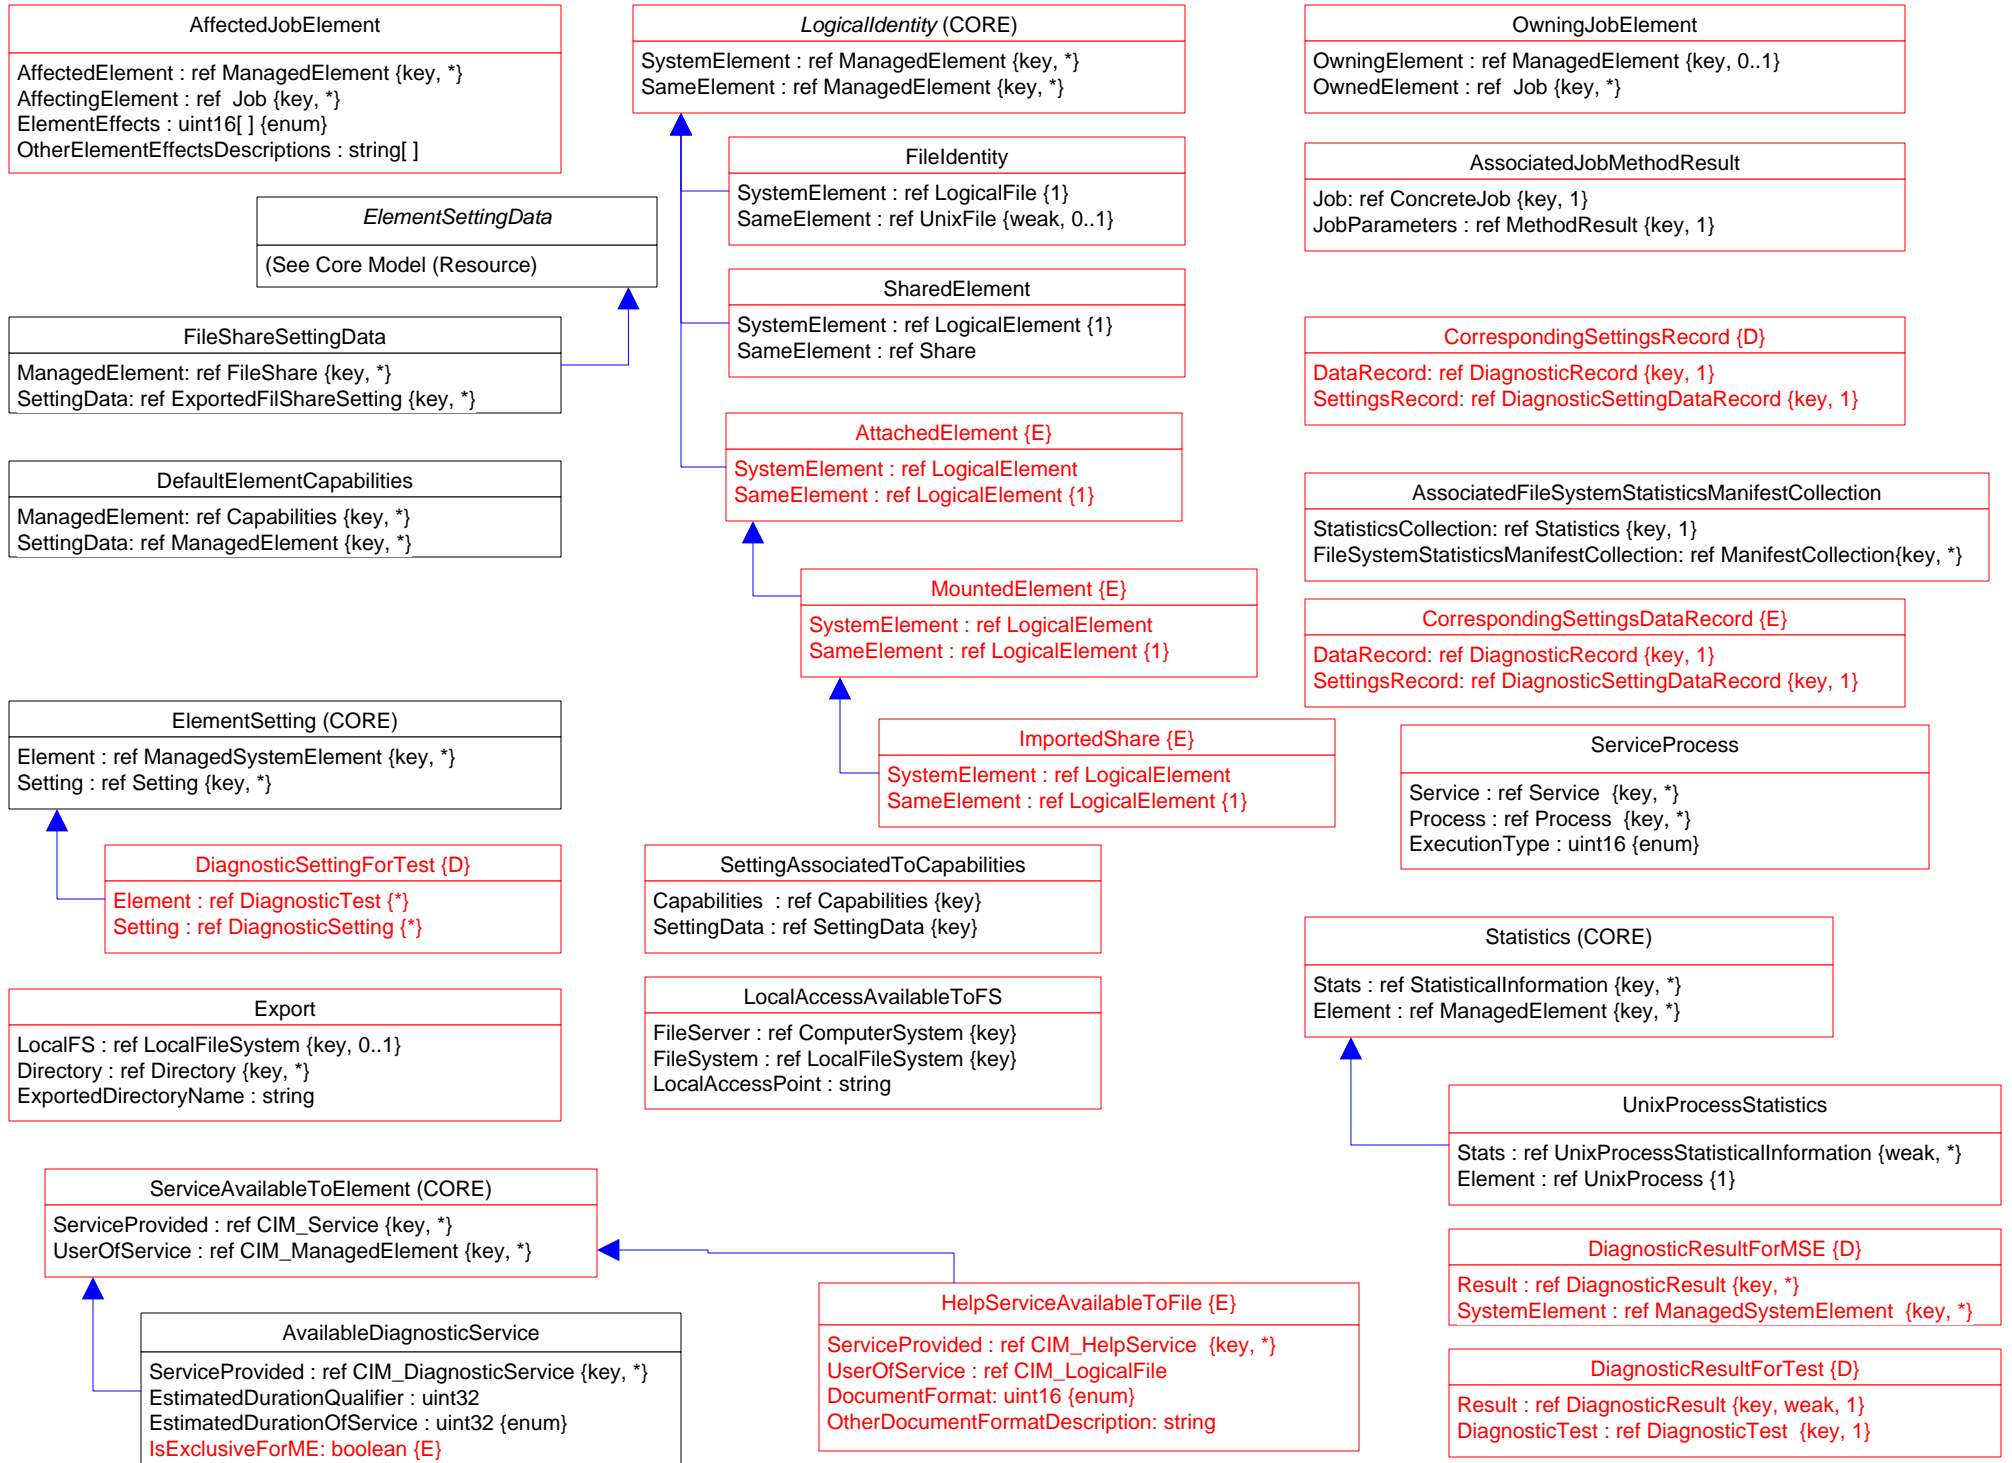 AffectedJobElement
AffectedElement : ref ManagedElement {key, *}
AffectingElement : ref  Job {key, *}
ElementEffects : uint16[ ] {enum}
OtherElementEffectsDescriptions : string[ ]
LogicalIdentity (CORE)
SystemElement : ref ManagedElement {key, *}
SameElement : ref ManagedElement {key, *}
OwningJobElement
OwningElement : ref ManagedElement {key, 0..1}
OwnedElement : ref  Job {key, *}
FileIdentity
SystemElement : ref LogicalFile {1}
SameElement : ref UnixFile {weak, 0..1}
AssociatedJobMethodResult
Job: ref ConcreteJob {key, 1}
JobParameters : ref MethodResult {key, 1}
ElementSettingData
(See Core Model (Resource)
SharedElement
SystemElement : ref LogicalElement {1}
SameElement : ref Share
FileShareSettingData
ManagedElement: ref FileShare {key, *}
SettingData: ref ExportedFilShareSetting {key, *}
CorrespondingSettingsRecord {D}
DataRecord: ref DiagnosticRecord {key, 1}
SettingsRecord: ref DiagnosticSettingDataRecord {key, 1}
AttachedElement {E}
SystemElement : ref LogicalElement
SameElement : ref LogicalElement {1}
DefaultElementCapabilities
ManagedElement: ref Capabilities {key, *}
SettingData: ref ManagedElement {key, *}
AssociatedFileSystemStatisticsManifestCollection
StatisticsCollection: ref Statistics {key, 1}
FileSystemStatisticsManifestCollection: ref ManifestCollection{key, *}
MountedElement {E}
SystemElement : ref LogicalElement
SameElement : ref LogicalElement {1}
CorrespondingSettingsDataRecord {E}
DataRecord: ref DiagnosticRecord {key, 1}
SettingsRecord: ref DiagnosticSettingDataRecord {key, 1}
ElementSetting (CORE)
Element : ref ManagedSystemElement {key, *}
Setting : ref Setting {key, *}
ImportedShare {E}
SystemElement : ref LogicalElement
SameElement : ref LogicalElement {1}
ServiceProcess
Service : ref Service  {key, *}
Process : ref Process  {key, *}
ExecutionType : uint16 {enum}
DiagnosticSettingForTest {D}
Element : ref DiagnosticTest {*}
Setting : ref DiagnosticSetting {*}
SettingAssociatedToCapabilities
Capabilities  : ref Capabilities {key}
SettingData : ref SettingData {key}
Statistics (CORE)
Stats : ref StatisticalInformation {key, *}
Element : ref ManagedElement {key, *}
Export
LocalFS : ref LocalFileSystem {key, 0..1}
Directory : ref Directory {key, *}
ExportedDirectoryName : string
LocalAccessAvailableToFS
FileServer : ref ComputerSystem {key}
FileSystem : ref LocalFileSystem {key}
LocalAccessPoint : string
UnixProcessStatistics
Stats : ref UnixProcessStatisticalInformation {weak, *}
Element : ref UnixProcess {1}
ServiceAvailableToElement (CORE)
ServiceProvided : ref CIM_Service {key, *}
UserOfService : ref CIM_ManagedElement {key, *}
DiagnosticResultForMSE {D}
Result : ref DiagnosticResult {key, *}
SystemElement : ref ManagedSystemElement  {key, *}
HelpServiceAvailableToFile {E}
ServiceProvided : ref CIM_HelpService  {key, *}
UserOfService : ref CIM_LogicalFile
DocumentFormat: uint16 {enum}
OtherDocumentFormatDescription: string
AvailableDiagnosticService
ServiceProvided : ref CIM_DiagnosticService {key, *}
EstimatedDurationQualifier : uint32
EstimatedDurationOfService : uint32 {enum}
IsExclusiveForME: boolean {E}
DiagnosticResultForTest {D}
Result : ref DiagnosticResult {key, weak, 1}
DiagnosticTest : ref DiagnosticTest  {key, 1}